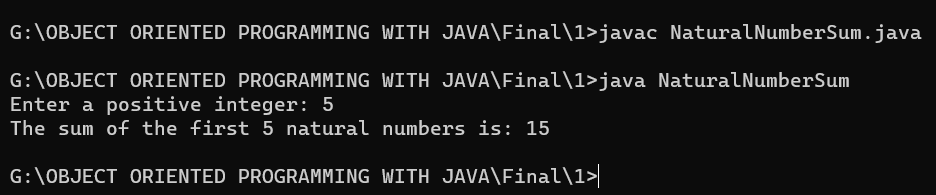 G:\OBJECT ORIENTED PROGRAMMING WITH JAVA\Final\1>javac NaturalNumberSum.java
G:\OBJECT ORIENTED PROGRAMMING WITH JAVA\Final\1>java NaturalNumberSum
Enter a positive integer: 5
The sum of the first 5 natural numbers is: 15
G:\OBJECT ORIENTED PROGRAMMING WITH JAVA\Final\1>